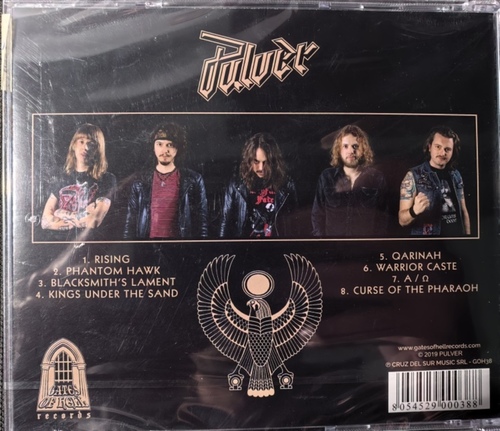 Pulver
1. RISING
2. PHANTOM HAWK
3. BLACKSMITH'S LAMENT
4. KINGS UNDER THE SAND
5. QARINAH
6. WARRIOR CASTE
7. A / Ω
8. CURSE OF THE PHARAOH
GATES
OF HELL
records
www.gatesofhellrecords.com
© 2019 PULVER
℗ CRUZ DEL SUR MUSIC SRL - GOH38
8 054529 000388